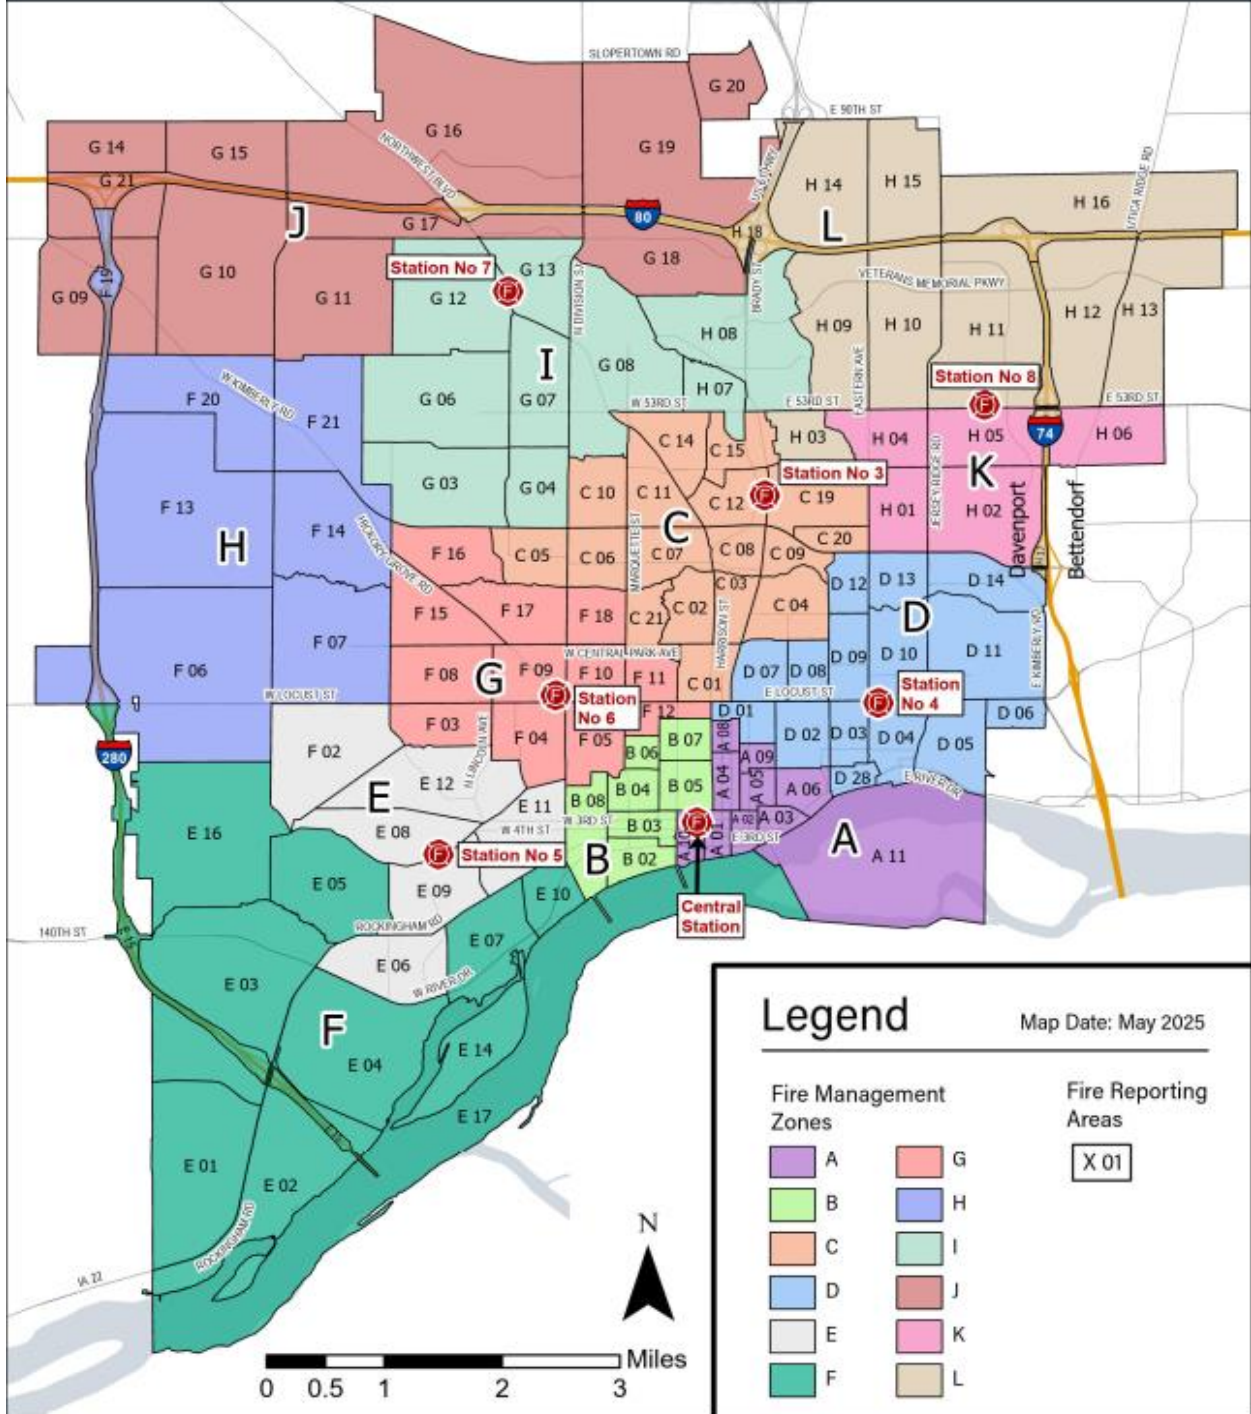 SLOPERTOWN RD
G 20
E 90TH ST
G 16
G 14
G 15
G 19
NORTHWEST BLVD
US 61 HWY
UTICA RIDGE RD
G 21
H 14
H 15
H 16
J
G 17
80
H 18
L
Station No 7
G 13
G 18
G 09
F 19
G 10
G 11
G 12
N DIVISION ST
BRADY ST
VETERANS MEMORIAL PKWY
H 08
H 09
H 10
H 11
H 12
H 13
I
G 08
EASTERN AVE
Station No 8
W KIMBERLY RD
F 20
G 06
G 07
H 07
W 53RD ST
E 53RD ST
E 53RD ST
F 21
C 14
C 15
H 03
H 04
H 05
74
H 06
JERSEY RIDGE RD
Station No 3
K
G 03
G 04
C 10
C 11
C 12
C 19
F 13
H 01
H 02
Davenport
Bettendorf
HICKORY GROVE RD
MARQUETTE ST
C
F 14
H
F 16
C 05
C 06
C 07
C 08
C 09
C 20
H 17
C 03
D 12
D 13
D 14
F 15
F 17
F 18
C 21
C 02
C 04
HARRISON ST
D
F 07
W CENTRAL PARK AVE
D 09
D 10
D 11
E KIMBERLY RD
F 06
F 08
G
F 09
F 10
F 11
C 01
D 07
D 08
W LOCUST ST
E LOCUST ST
Station
No 6
Station
No 4
F 03
F 04
F 05
F 12
D 01
D 02
D 03
D 04
D 05
D 06
N LINCOLN AVE
280
F 02
B 06
B 07
A 08
A 09
E 12
E
B 04
B 05
A 04
A 05
A 06
D 28
E RIVER DR
E 11
B 08
W 3RD ST
E 16
E 08
W 4TH ST
B 03
A 10
A 01
A 02
A 03
E 3RD ST
A
A 11
Station No 5
B
B 02
E 05
E 09
E 10
Central
Station
140TH ST
E 15
ROCKINGHAM RD
E 07
E 06
W RIVER DR
E 03
F
E 04
E 14
E 17
E 01
E 02
ROCKINGHAM RD
IA 22
N
Miles
0 0.5 1 2 3
Legend
Map Date: May 2025
Fire Management
Zones
Fire Reporting
Areas
X 01
A
G
B
H
C
I
D
J
E
K
F
L